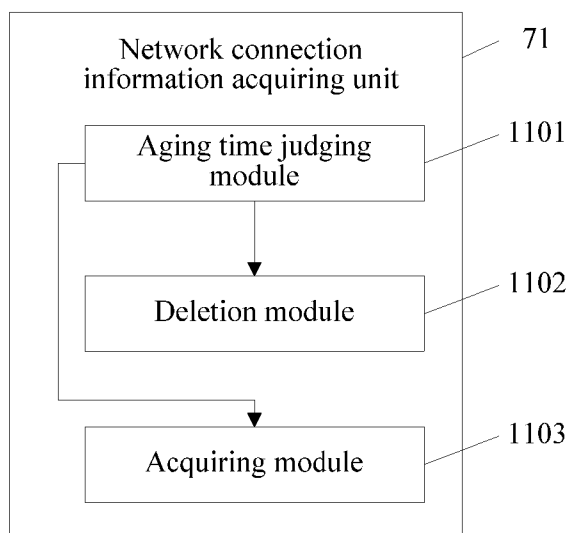 Network connection
information acquiring unit
71
Aging time judging
module
1101
Deletion module
1102
Acquiring module
1103